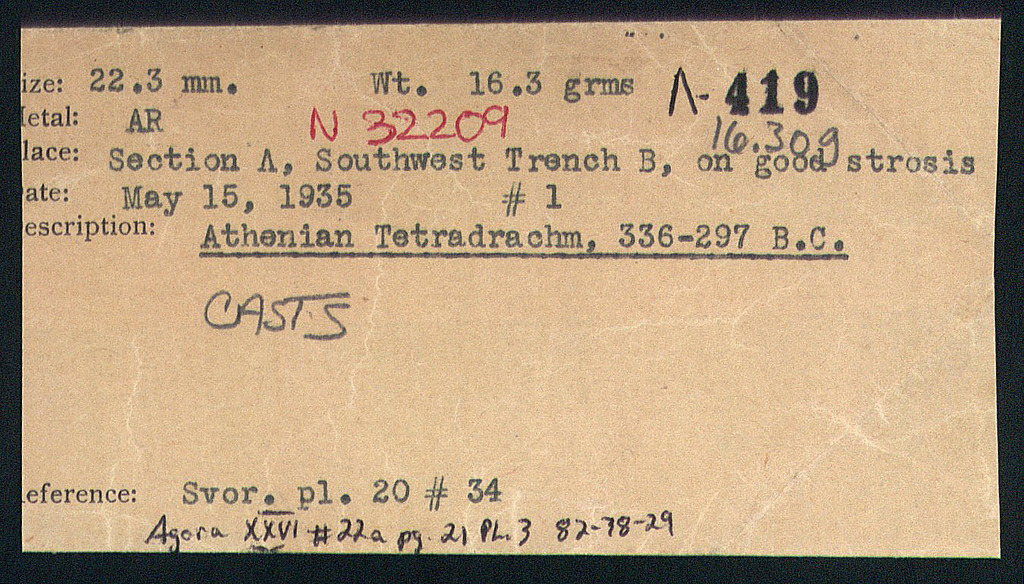 ize: 22.3 mm. Wt. 16.3 grms Λ-419
etal: AR N 32209 16.30g
lace: Section A, Southwest Trench B, on good strosis
ate: May 15, 1935 # 1
escription: Athenian Tetradrachm, 336-297 B.C.
CASTS
eference: Svor. pl. 20 # 34
Agora XXVI #22a pg. 21 Pl. 3 82-78-29